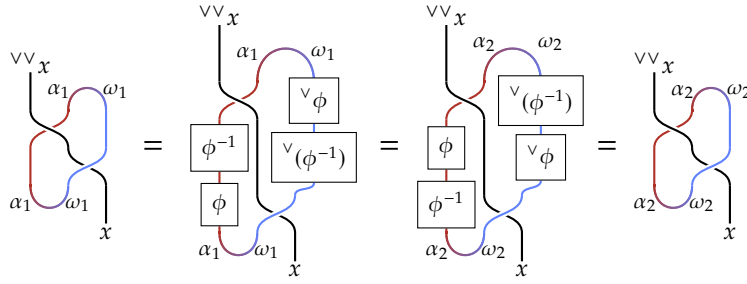 ∨∨x
α₁ ω₁
α₁ ω₁
x
=
∨∨x
α₁ ω₁
∨ϕ
ϕ⁻¹ ∨(ϕ⁻¹)
ϕ
α₁ ω₁
x
=
∨∨x
α₂ ω₂
∨(ϕ⁻¹)
ϕ ∨ϕ
ϕ⁻¹
α₂ ω₂
x
=
∨∨x
α₂ ω₂
α₂ ω₂
x